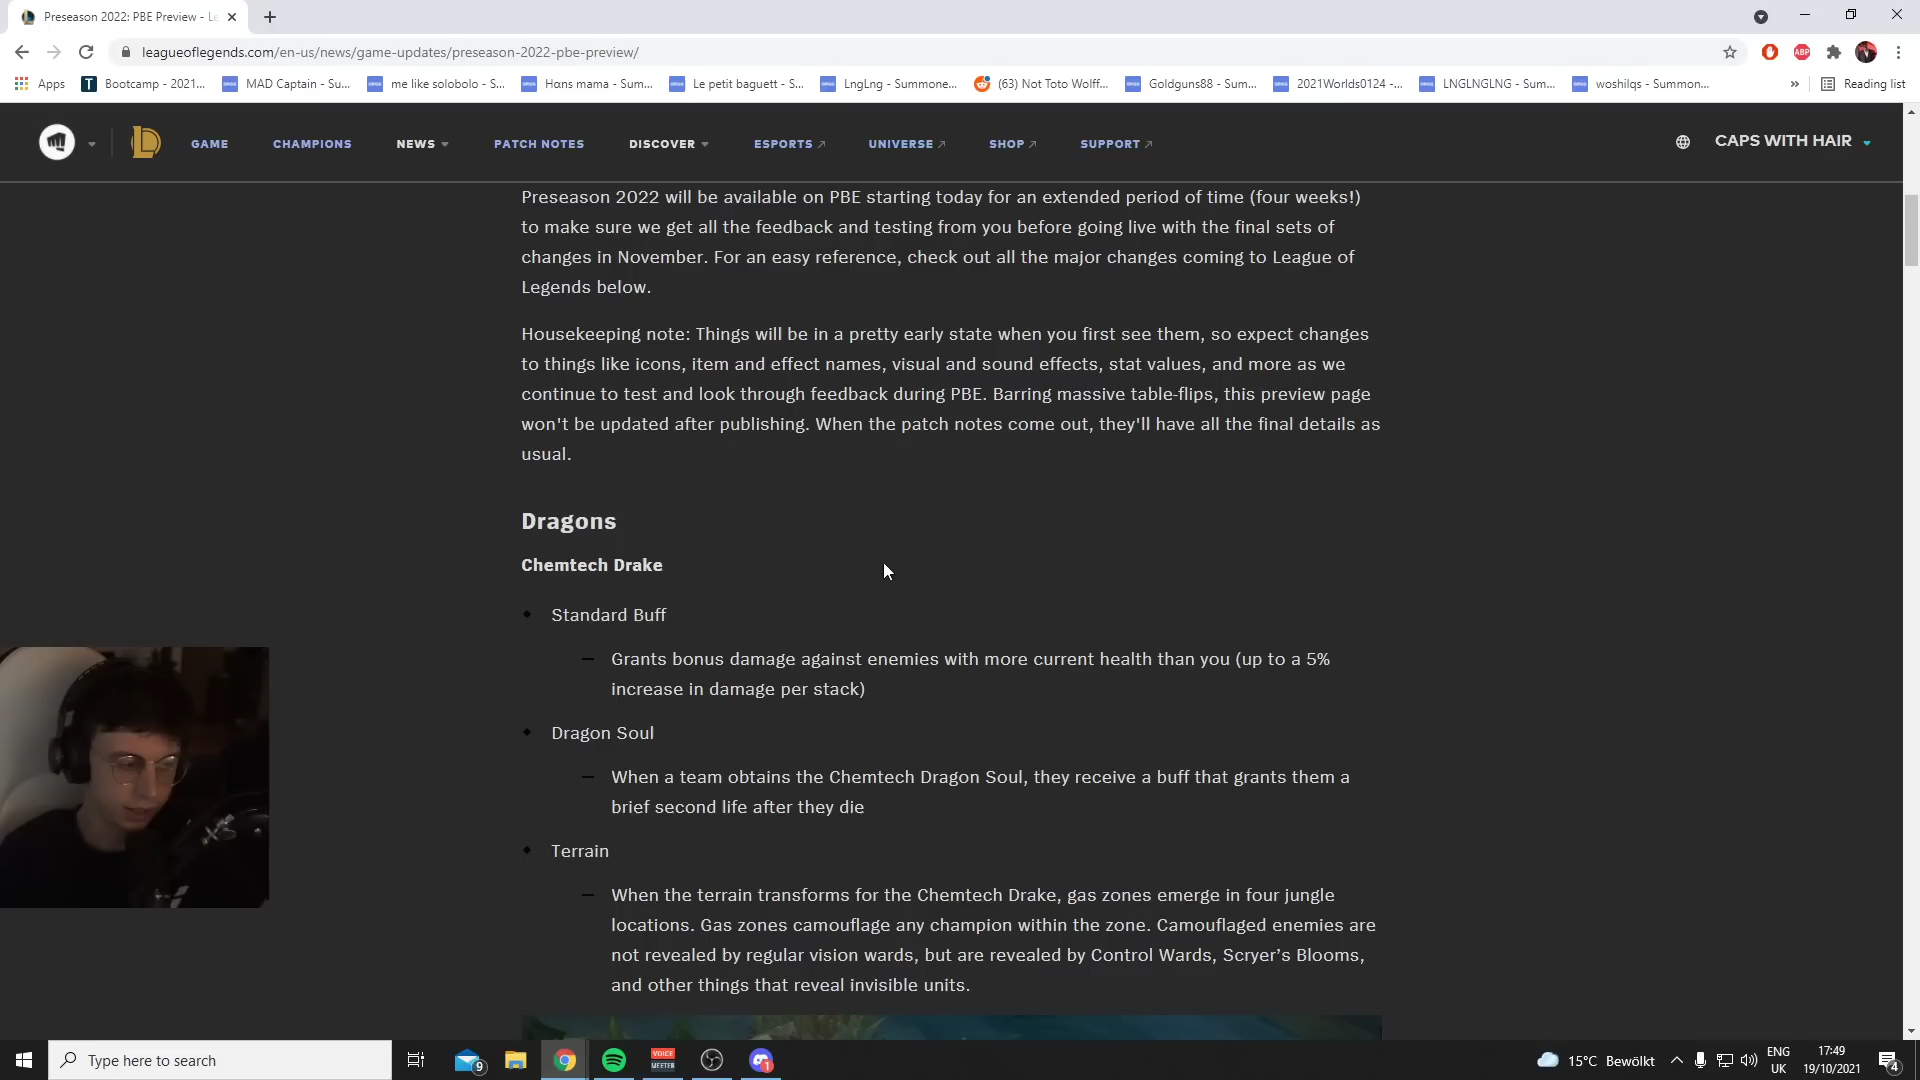 Preseason 2022: PBE Preview - Le
leagueoflegends.com/en-us/news/game-updates/preseason-2022-pbe-preview/
ABP
Apps
T Bootcamp - 2021...
MAD Captain - Su...
me like solobolo - S...
Hans mama - Sum...
Le petit baguett - S...
LngLng - Summone...
(63) Not Toto Wolff...
Goldguns88 - Sum...
2021Worlds0124 -...
LNGLNGLNG - Sum...
woshilqs - Summon...
»
Reading list
GAME
CHAMPIONS
NEWS
PATCH NOTES
DISCOVER
ESPORTS
UNIVERSE
SHOP
SUPPORT
CAPS WITH HAIR
Preseason 2022 will be available on PBE starting today for an extended period of time (four weeks!)
to make sure we get all the feedback and testing from you before going live with the final sets of
changes in November. For an easy reference, check out all the major changes coming to League of
Legends below.
Housekeeping note: Things will be in a pretty early state when you first see them, so expect changes
to things like icons, item and effect names, visual and sound effects, stat values, and more as we
continue to test and look through feedback during PBE. Barring massive table-flips, this preview page
won't be updated after publishing. When the patch notes come out, they'll have all the final details as
usual.
Dragons
Chemtech Drake
Standard Buff
Grants bonus damage against enemies with more current health than you (up to a 5%
increase in damage per stack)
Dragon Soul
When a team obtains the Chemtech Dragon Soul, they receive a buff that grants them a
brief second life after they die
Terrain
When the terrain transforms for the Chemtech Drake, gas zones emerge in four jungle
locations. Gas zones camouflage any champion within the zone. Camouflaged enemies are
not revealed by regular vision wards, but are revealed by Control Wards, Scryer’s Blooms,
and other things that reveal invisible units.
Type here to search
9
VOICE
MEETER
1
15°C Bewölkt
ENG
UK
17:49
19/10/2021
4